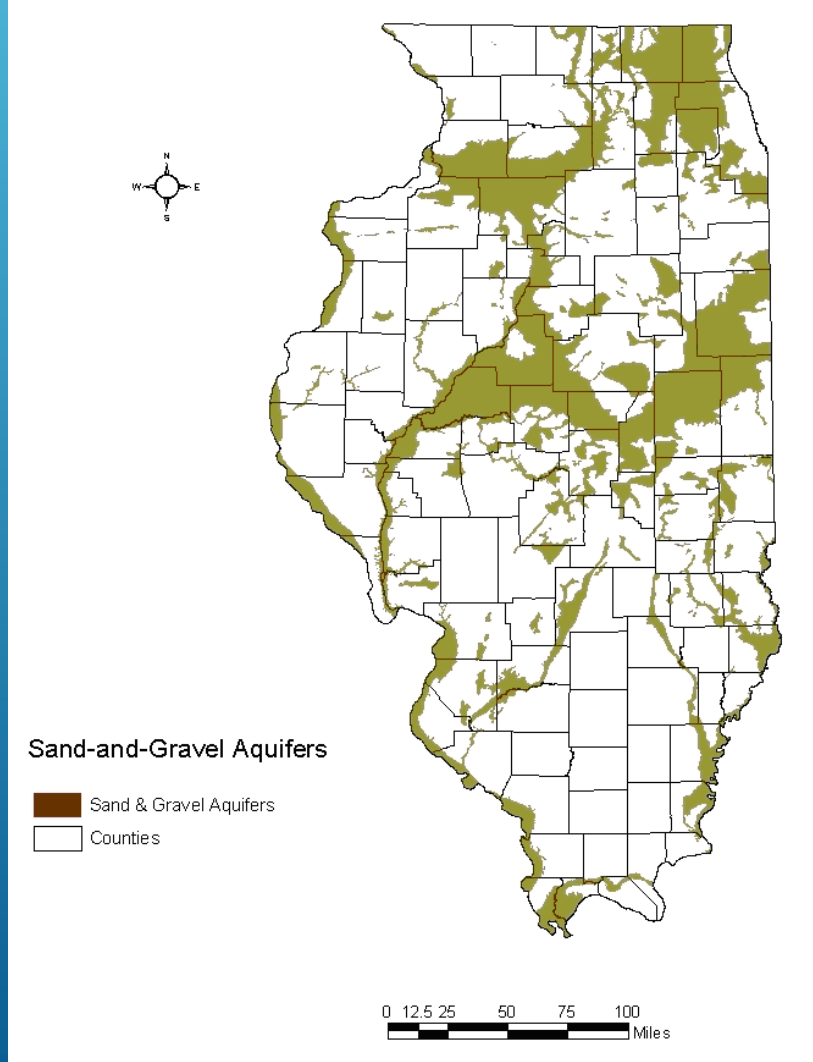 N
W E
S
Sand-and-Gravel Aquifers
Sand & Gravel Aquifers
Counties
0 12.5 25 50 75 100
Miles